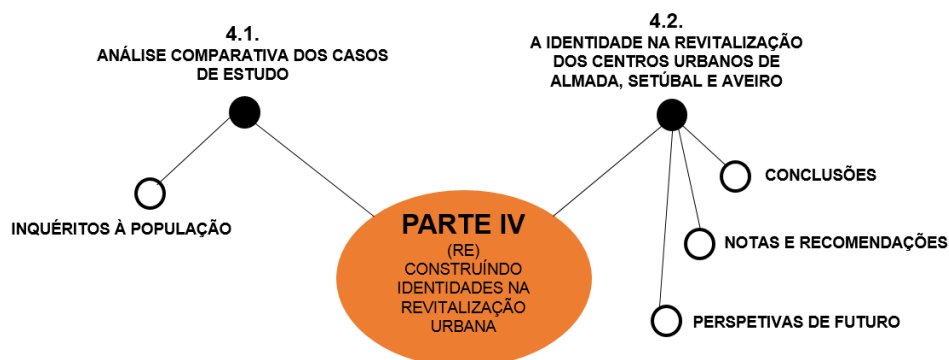 4.1.
ANÁLISE COMPARATIVA DOS CASOS
DE ESTUDO
INQUÉRITOS À POPULAÇÃO
PARTE IV
(RE)
CONSTRUÍNDO
IDENTIDADES NA
REVITALIZAÇÃO
URBANA
4.2.
A IDENTIDADE NA REVITALIZAÇÃO
DOS CENTROS URBANOS DE
ALMADA, SETÚBAL E AVEIRO
CONCLUSÕES
NOTAS E RECOMENDAÇÕES
PERSPETIVAS DE FUTURO